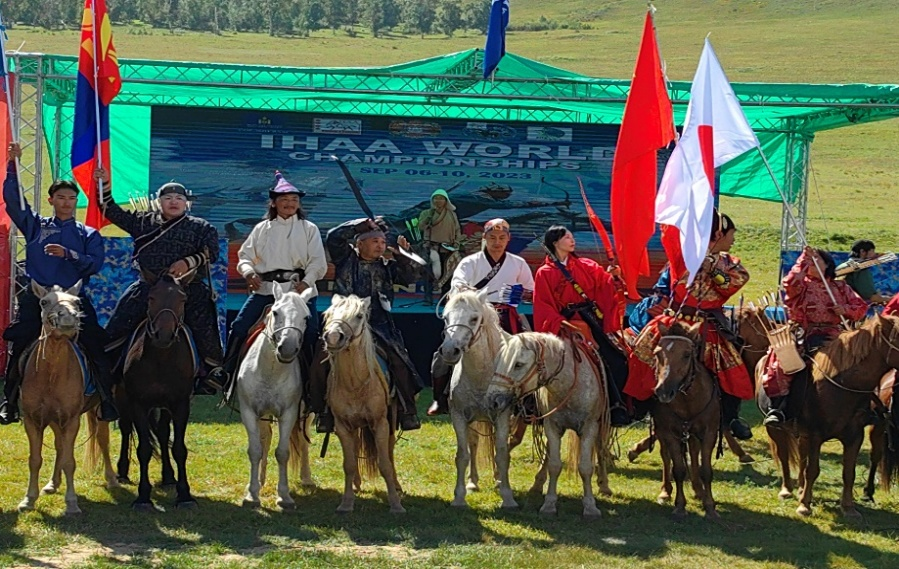 IHAA WORLD
CHAMPIONSHIPS
SEP 06-10, 2023